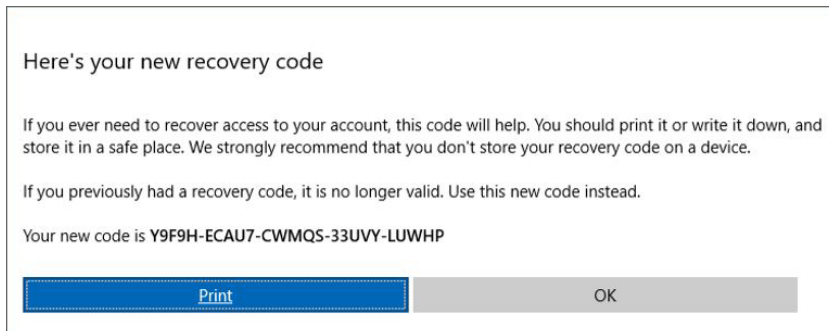 Here's your new recovery code
If you ever need to recover access to your account, this code will help. You should print it or write it down, and
store it in a safe place. We strongly recommend that you don't store your recovery code on a device.
If you previously had a recovery code, it is no longer valid. Use this new code instead.
Your new code is Y9F9H-ECAU7-CWMQS-33UVY-LUWHP
Print
OK